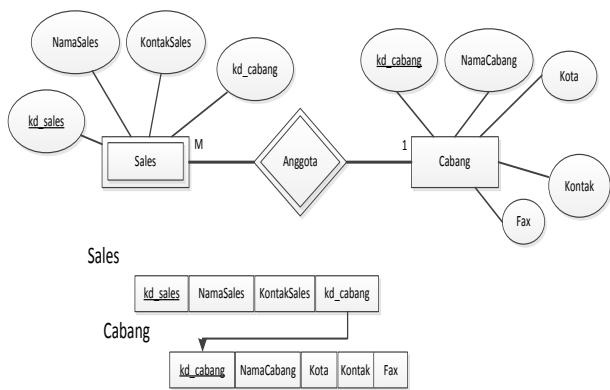 NamaSales
KontakSales
kd_cabang
kd_sales
Sales
M
Anggota
1
Cabang
kd_cabang
NamaCabang
Kota
Kontak
Fax
Sales
kd_sales NamaSales KontakSales kd_cabang
Cabang
kd_cabang NamaCabang Kota Kontak Fax